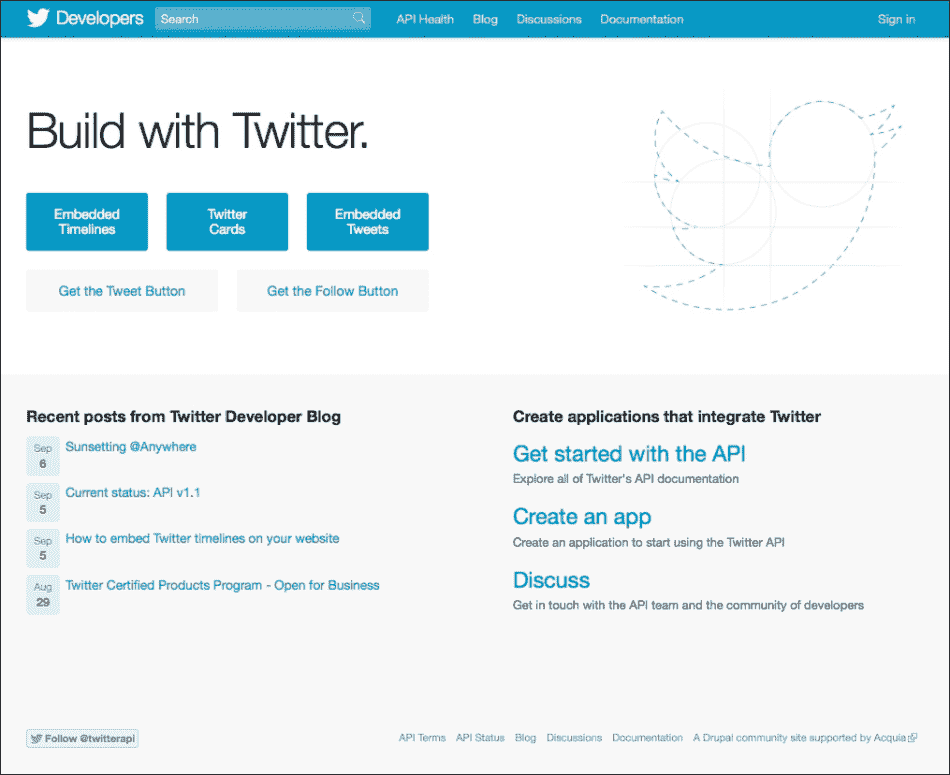 Developers Search API Health Blog Discussions Documentation Sign in
Build with Twitter.
Embedded Timelines
Twitter Cards
Embedded Tweets
Get the Tweet Button
Get the Follow Button
Recent posts from Twitter Developer Blog
Sep 6 Sunsetting @Anywhere
Sep 5 Current status: API v1.1
Sep 5 How to embed Twitter timelines on your website
Aug 29 Twitter Certified Products Program - Open for Business
Create applications that integrate Twitter
Get started with the API
Explore all of Twitter's API documentation
Create an app
Create an application to start using the Twitter API
Discuss
Get in touch with the API team and the community of developers
Follow @twitterapi
API Terms API Status Blog Discussions Documentation A Drupal community site supported by Acquia